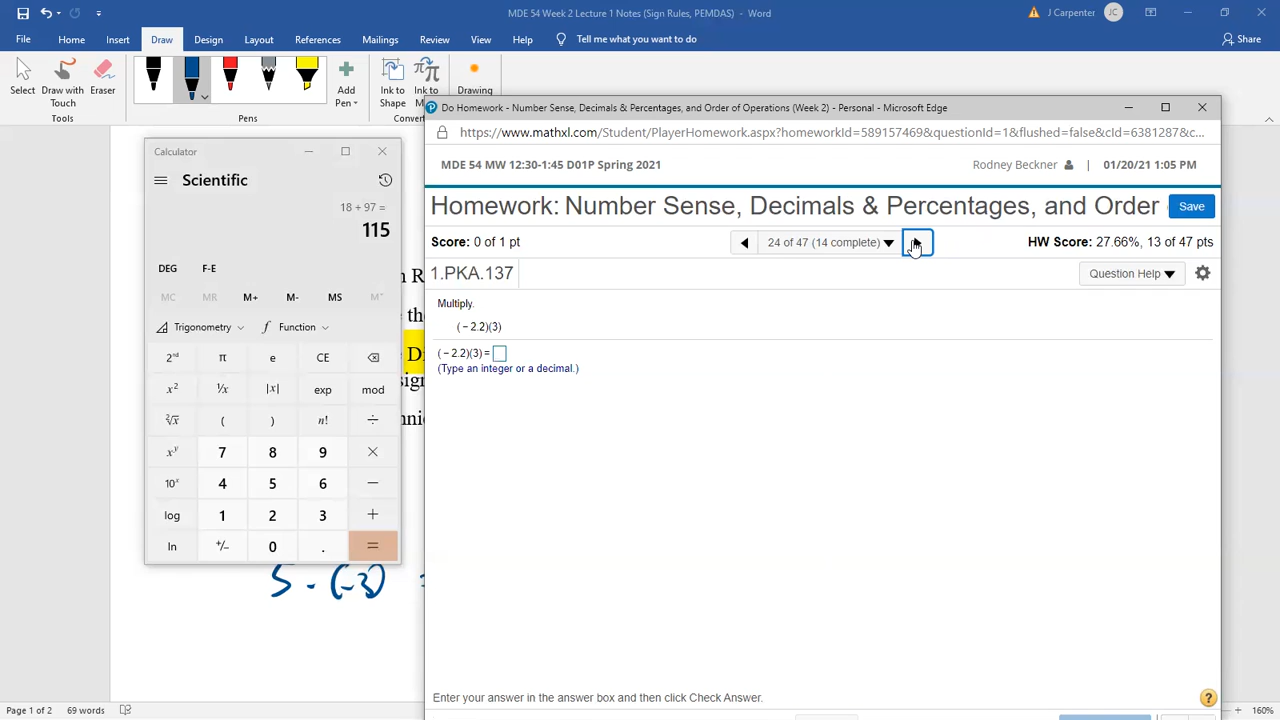 MDE 54 Week 2 Lecture 1 Notes (Sign Rules, PEMDAS) - Word
J Carpenter
JC
File
Home
Insert
Draw
Design
Layout
References
Mailings
Review
View
Help
Tell me what you want to do
Share
Select
Draw with Touch
Eraser
Add Pen
Ink to Shape
Ink to
Drawing
Tools
Pens
Convert
Do Homework - Number Sense, Decimals & Percentages, and Order of Operations (Week 2) - Personal - Microsoft Edge
https://www.mathxl.com/Student/PlayerHomework.aspx?homeworkId=589157469&questionId=1&flushed=false&cId=6381287&c...
MDE 54 MW 12:30-1:45 D01P Spring 2021
Rodney Beckner
01/20/21 1:05 PM
Homework: Number Sense, Decimals & Percentages, and Order
Save
Score: 0 of 1 pt
24 of 47 (14 complete)
HW Score: 27.66%, 13 of 47 pts
1.PKA.137
Question Help
Multiply.
(− 2.2)(3)
(− 2.2)(3) =
(Type an integer or a decimal.)
Enter your answer in the answer box and then click Check Answer.
?
Calculator
Scientific
18 + 97 =
115
DEG
F-E
MC
MR
M+
M-
MS
Trigonometry
Function
2nd
π
e
CE
x²
¹/x
|x|
exp
mod
²√x
(
)
n!
÷
xʸ
7
8
9
×
10ˣ
4
5
6
−
log
1
2
3
+
ln
+/−
0
.
=
5 - (-3) =
Page 1 of 2
69 words
160%